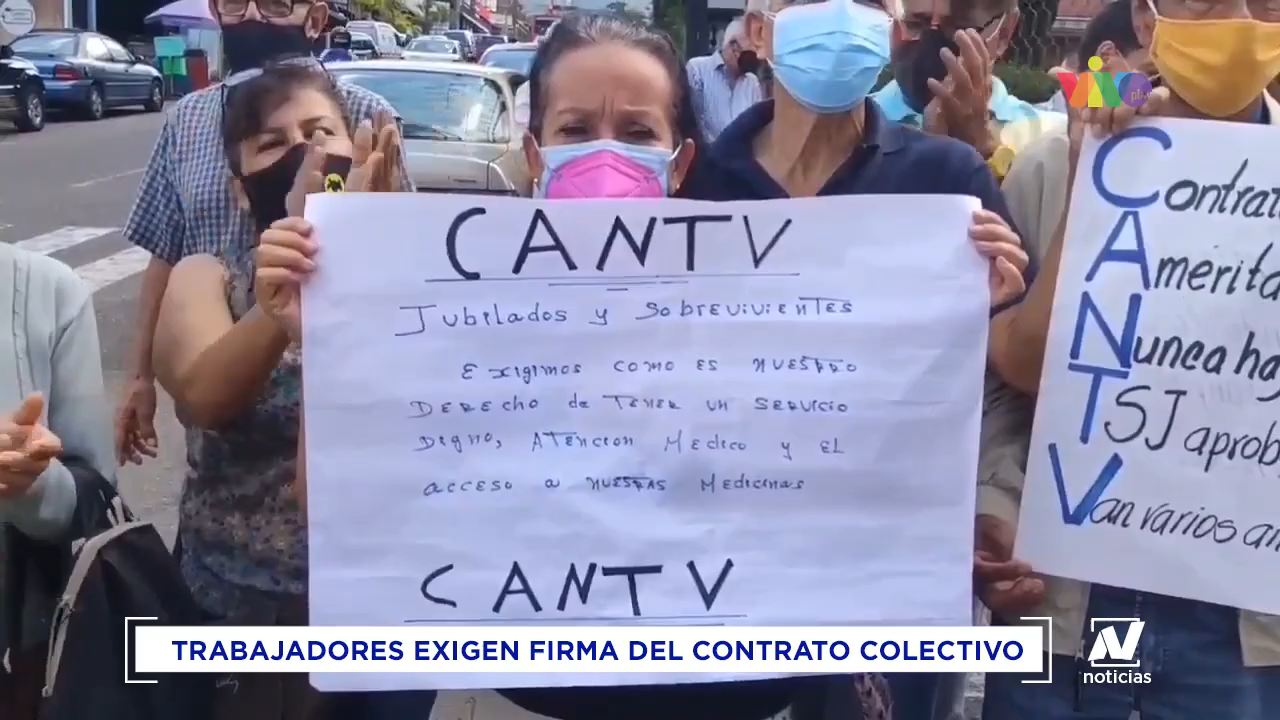 VIVO
CANTV
Jubilados y Sobrevivientes
Exigimos como es nuestro
Derecho de Tener un servicio
Digno, Atencion Medico y el
acceso a nuestras Medicinas
CANTV
Contrat
Amerita
Nunca ha
TSJ aprob
Van varios
TRABAJADORES EXIGEN FIRMA DEL CONTRATO COLECTIVO
N
noticias